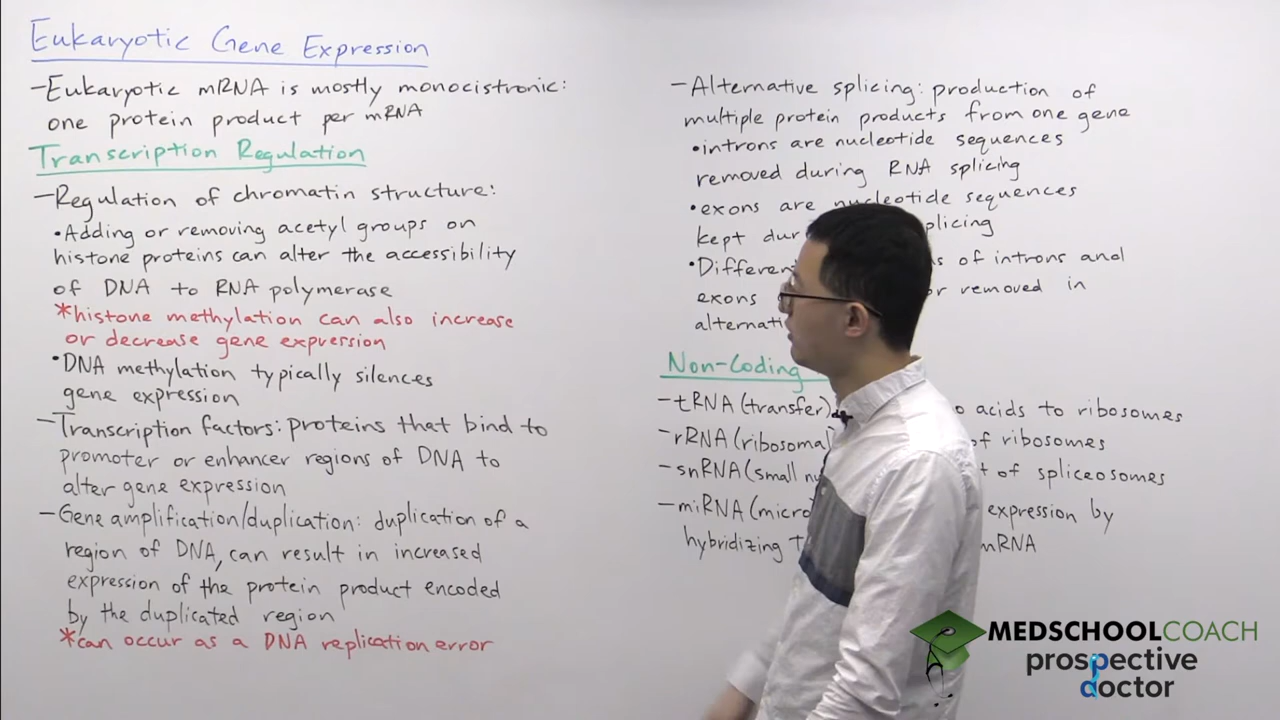 Eukaryotic Gene Expression
-Eukaryotic mRNA is mostly monocistronic:
one protein product per mRNA
Transcription Regulation
-Regulation of chromatin structure:
•Adding or removing acetyl groups on
histone proteins can alter the accessibility
of DNA to RNA polymerase
*histone methylation can also increase
or decrease gene expression
•DNA methylation typically silences
gene expression
-Transcription factors: proteins that bind to
promoter or enhancer regions of DNA to
alter gene expression
-Gene amplification/duplication: duplication of a
region of DNA, can result in increased
expression of the protein product encoded
by the duplicated region
*can occur as a DNA replication error
-Alternative splicing: production of
multiple protein products from one gene
•introns are nucleotide sequences
removed during RNA splicing
•exons are nucleotide sequences
kept splicing
• of introns and
exons removed in
Non-Coding
-tRNA (transfer) acids to ribosomes
-rRNA (ribosomal of ribosomes
-snRNA (small of spliceosomes
-miRNA (micro expression by
hybridizing mRNA
MEDSCHOOLCOACH
prospective
doctor